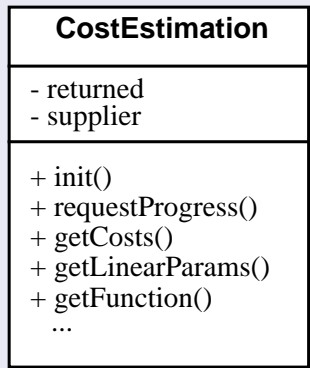 CostEstimation
- returned
- supplier
+ init()
+ requestProgress()
+ getCosts()
+ getLinearParams()
+ getFunction()
...